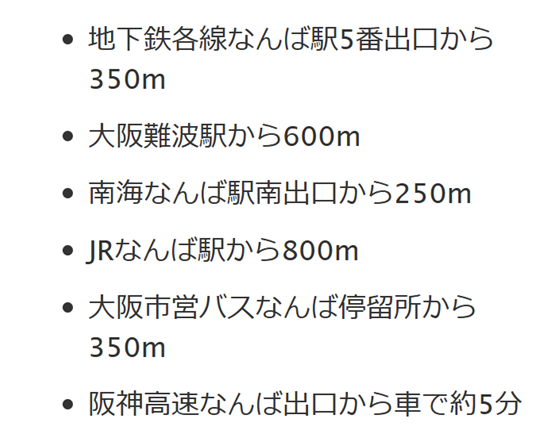 • 地下鉄各線なんば駅5番出口から
350m
• 大阪難波駅から600m
• 南海なんば駅南出口から250m
• JRなんば駅から800m
• 大阪市営バスなんば停留所から
350m
• 阪神高速なんば出口から車で約5分